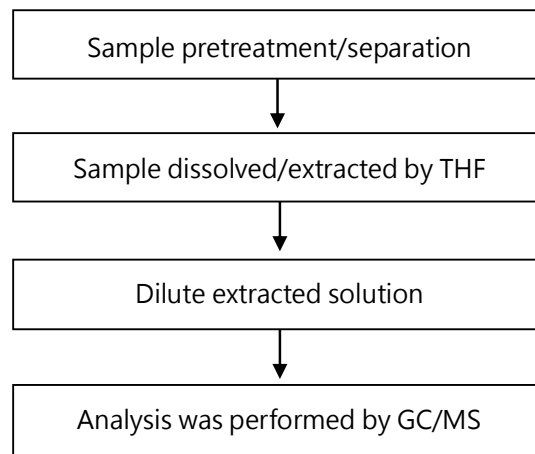 Sample pretreatment/separation
Sample dissolved/extracted by THF
Dilute extracted solution
Analysis was performed by GC/MS